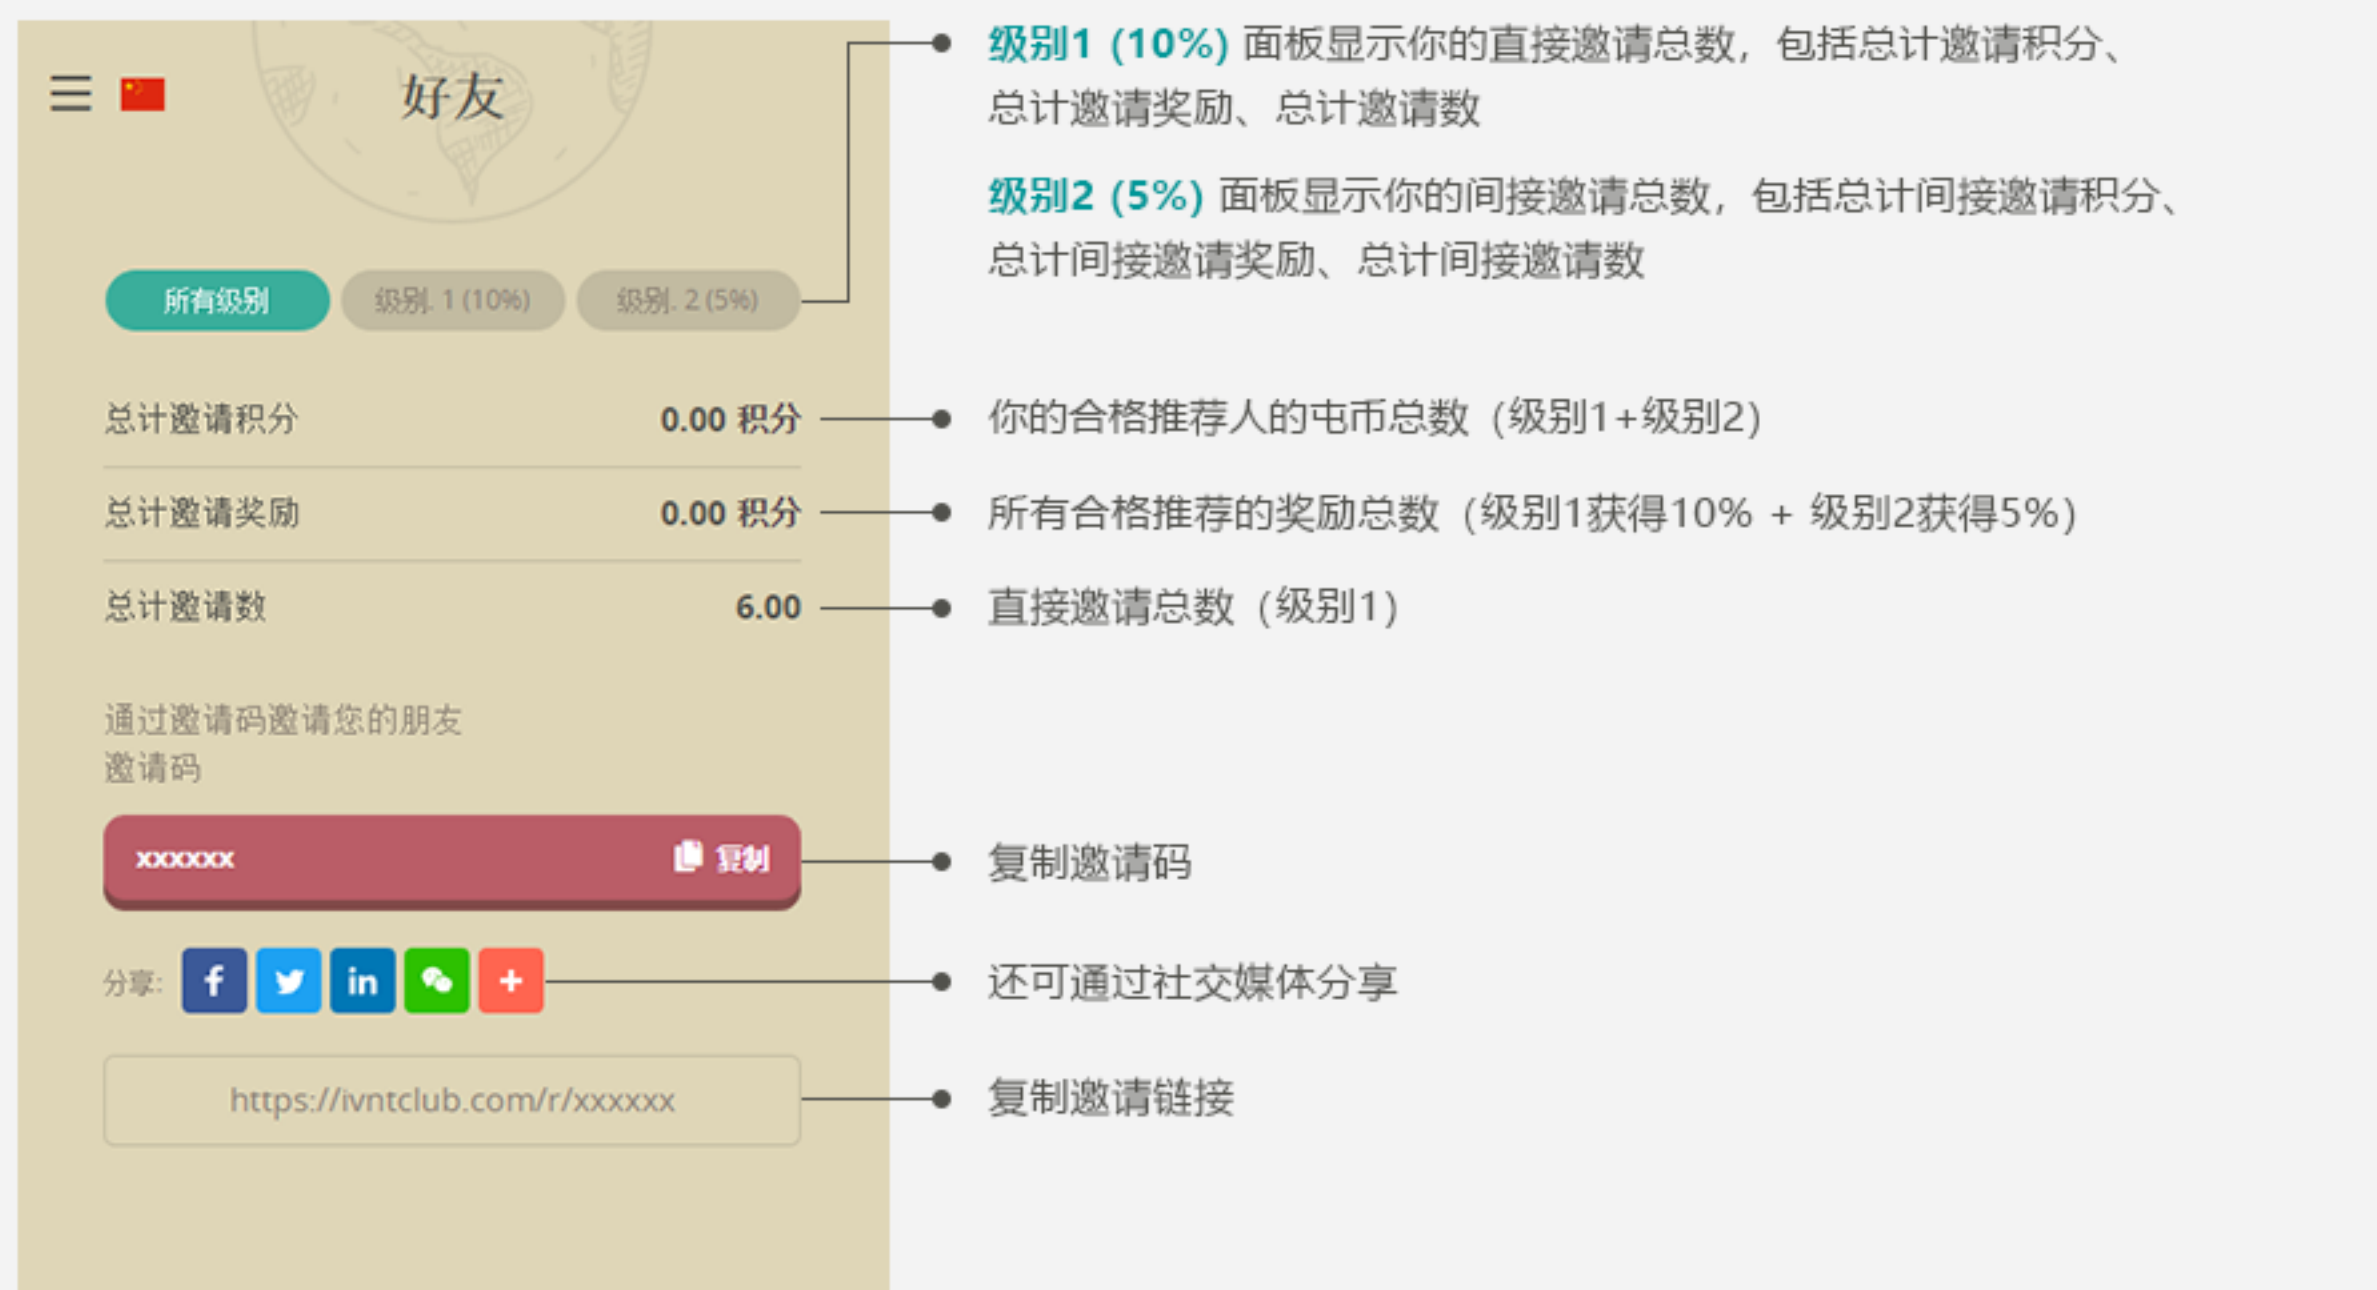 好友
所有级别
级别. 1 (10%)
级别. 2 (5%)
总计邀请积分
0.00 积分
总计邀请奖励
0.00 积分
总计邀请数
6.00
通过邀请码邀请您的朋友
邀请码
xxxxxx
复制
分享:
https://ivntclub.com/r/xxxxxx
级别1 (10%) 面板显示你的直接邀请总数，包括总计邀请积分、
总计邀请奖励、总计邀请数
级别2 (5%) 面板显示你的间接邀请总数，包括总计间接邀请积分、
总计间接邀请奖励、总计间接邀请数
你的合格推荐人的屯币总数（级别1+级别2）
所有合格推荐的奖励总数（级别1获得10% + 级别2获得5%）
直接邀请总数（级别1）
复制邀请码
还可通过社交媒体分享
复制邀请链接